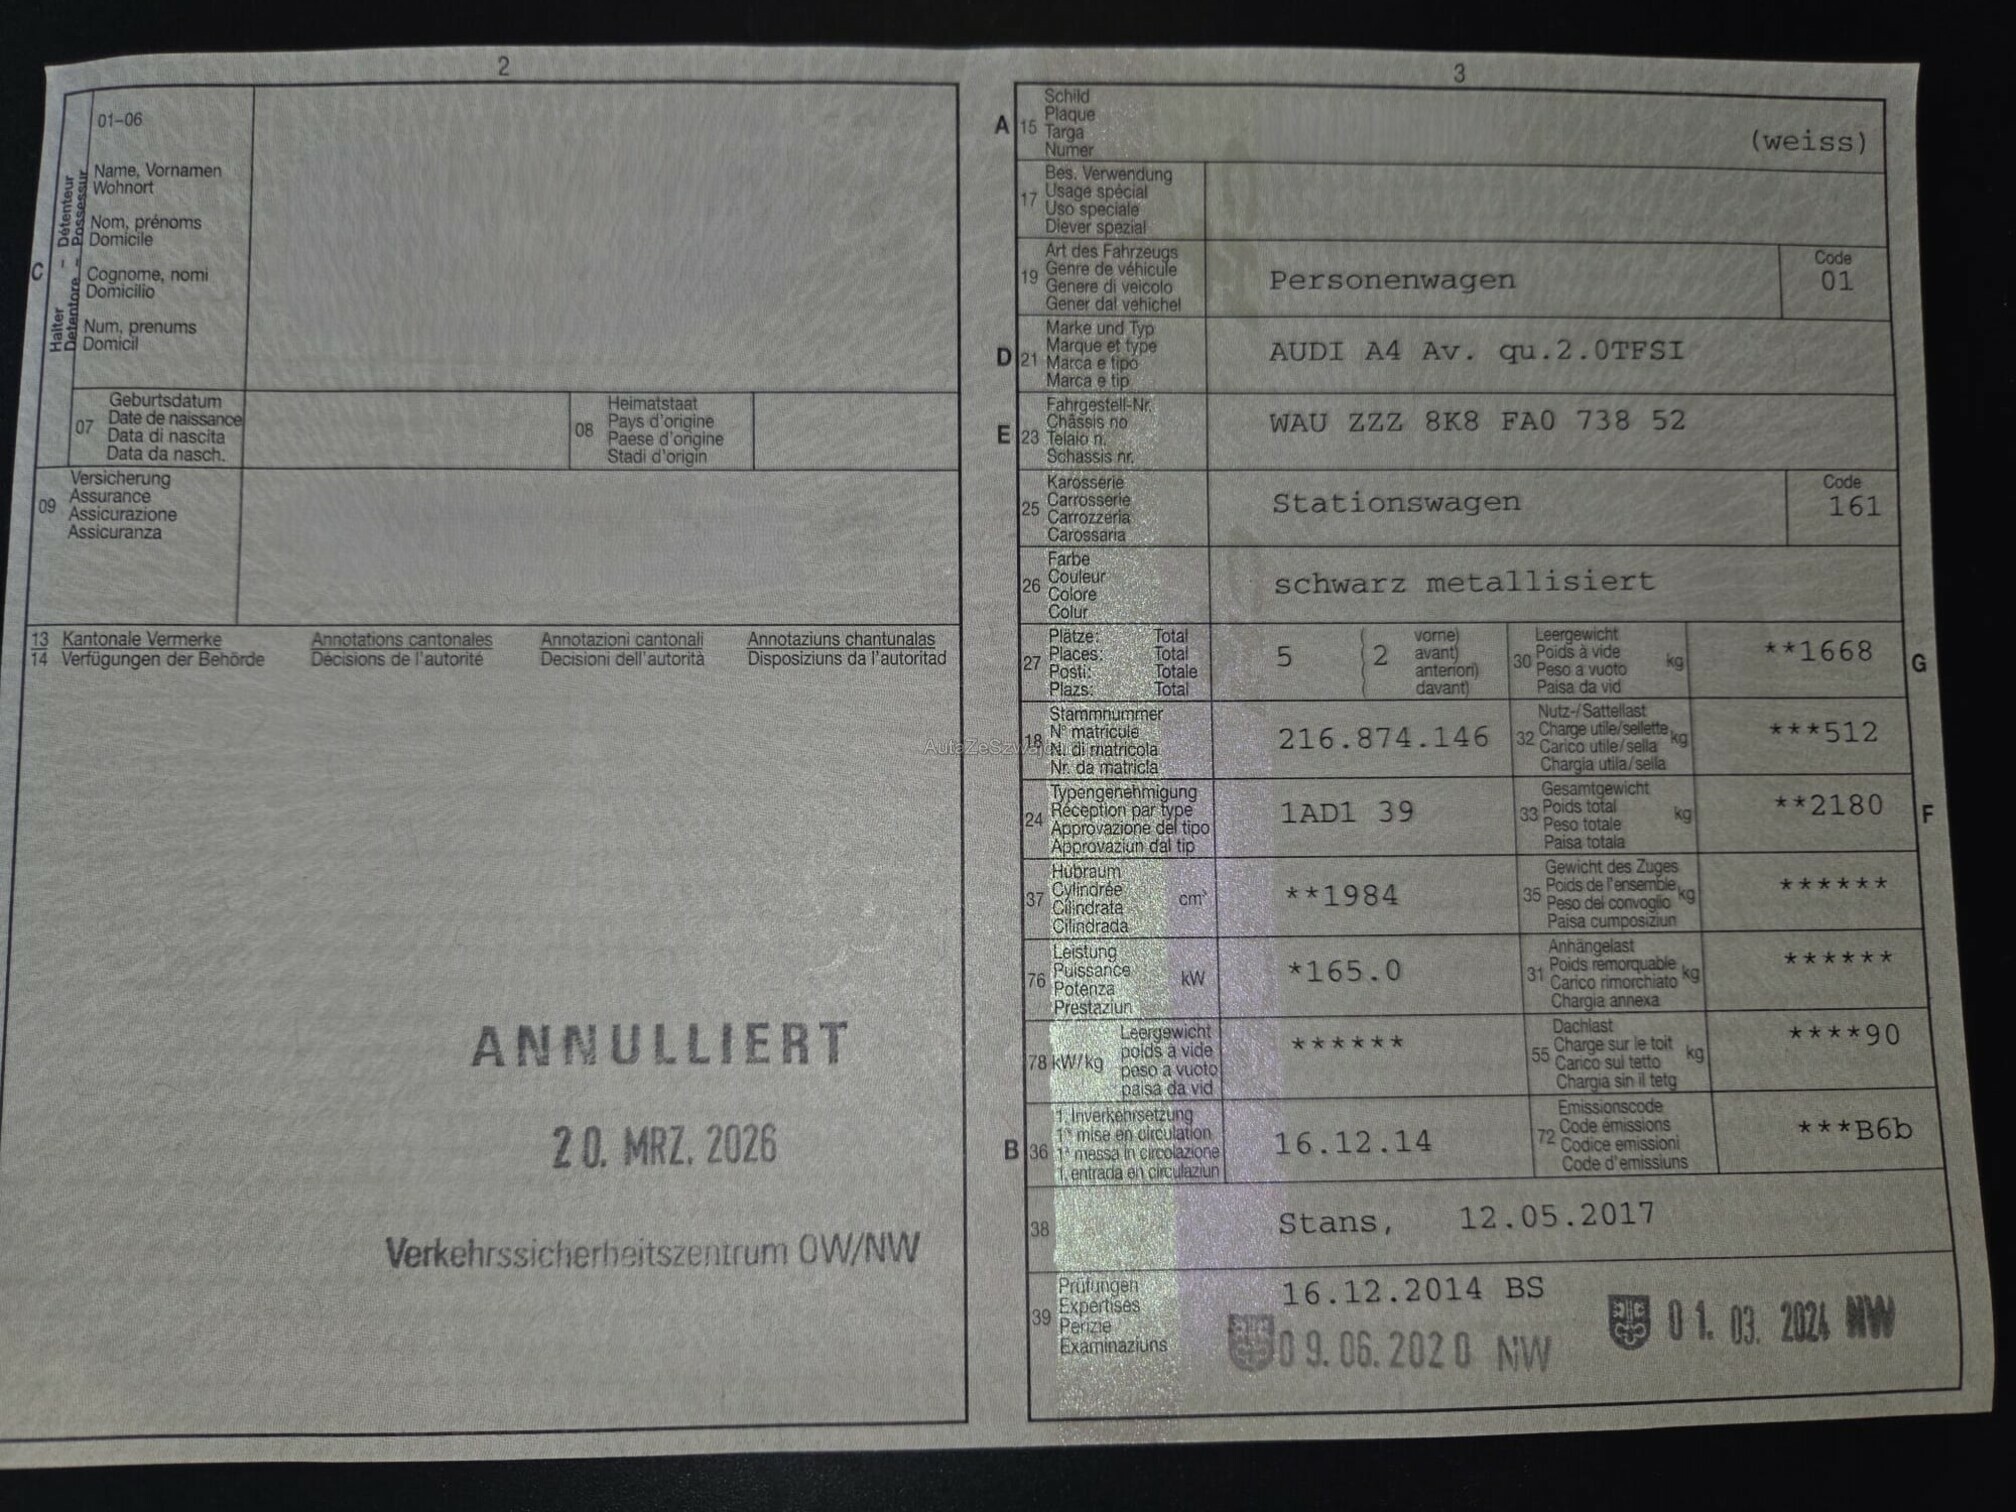 2
01-06
Name, Vornamen
Wohnort
Nom, prénoms
Domicile
Cognome, nomi
Domicilio
Num, prenums
Domicil
C
Halter – Détenteur
Detentore – Possessur
07
Geburtsdatum
Date de naissance
Data di nascita
Data da nasch.
08
Heimatstaat
Pays d'origine
Paese d'origine
Stadi d'origin
09
Versicherung
Assurance
Assicurazione
Assicuranza
13 Kantonale Vermerke Annotations cantonales Annotazioni cantonali Annotaziuns chantunalas
14 Verfügungen der Behörde Décisions de l'autorité Decisioni dell'autorità Disposiziuns da l'autoritad
ANNULLIERT
20. MRZ. 2026
Verkehrssicherheitszentrum OW/NW
3
A 15
Schild
Plaque
Targa
Numer
(weiss)
17
Bes. Verwendung
Usage spécial
Uso speciale
Diever spezial
19
Art des Fahrzeugs
Genre de véhicule
Genere di veicolo
Gener dal vehichel
Personenwagen
Code
01
D 21
Marke und Typ
Marque et type
Marca e tipo
Marca e tip
AUDI A4 Av. qu.2.0TFSI
E 23
Fahrgestell-Nr.
Châssis no
Telaio n.
Schassis nr.
WAU ZZZ 8K8 FA0 738 52
25
Karosserie
Carrosserie
Carrozzeria
Carossaria
Stationswagen
Code
161
26
Farbe
Couleur
Colore
Colur
schwarz metallisiert
27
Plätze: Total
Places: Total
Posti: Totale
Plazs: Total
5
(2 vorne)
avant)
anteriori)
davant)
30
Leergewicht
Poids à vide
Peso a vuoto
Paisa da vid
kg
**1668
G
18
Stammnummer
N° matricule
N. di matricola
Nr. da matricla
216.874.146
32
Nutz-/Sattellast
Charge utile/sellette
Carico utile/sella
Chargia utila/sella
kg
***512
24
Typengenehmigung
Réception par type
Approvazione del tipo
Approvaziun dal tip
1AD1 39
33
Gesamtgewicht
Poids total
Peso totale
Paisa totala
kg
**2180
F
37
Hubraum
Cylindrée
Cilindrata
Cilindrada
cm³
**1984
35
Gewicht des Zuges
Poids de l'ensemble
Peso del convoglio
Paisa cumposiziun
kg
******
76
Leistung
Puissance
Potenza
Prestaziun
kW
*165.0
31
Anhängelast
Poids remorquable
Carico rimorchiato
Chargia annexa
kg
******
78 kW/kg
Leergewicht
poids à vide
peso a vuoto
paisa da vid
******
55
Dachlast
Charge sur le toit
Carico sul tetto
Chargia sin il tetg
kg
****90
B 36
1. Inverkehrsetzung
1re mise en circulation
1a messa in circolazione
1. entrada en circulaziun
16.12.14
72
Emissionscode
Code émissions
Codice emissioni
Code d'emissiuns
***B6b
38
Stans, 12.05.2017
39
Prüfungen
Expertises
Perizie
Examinaziuns
16.12.2014 BS
09.06.2020 NW
01. 03. 2024 NW